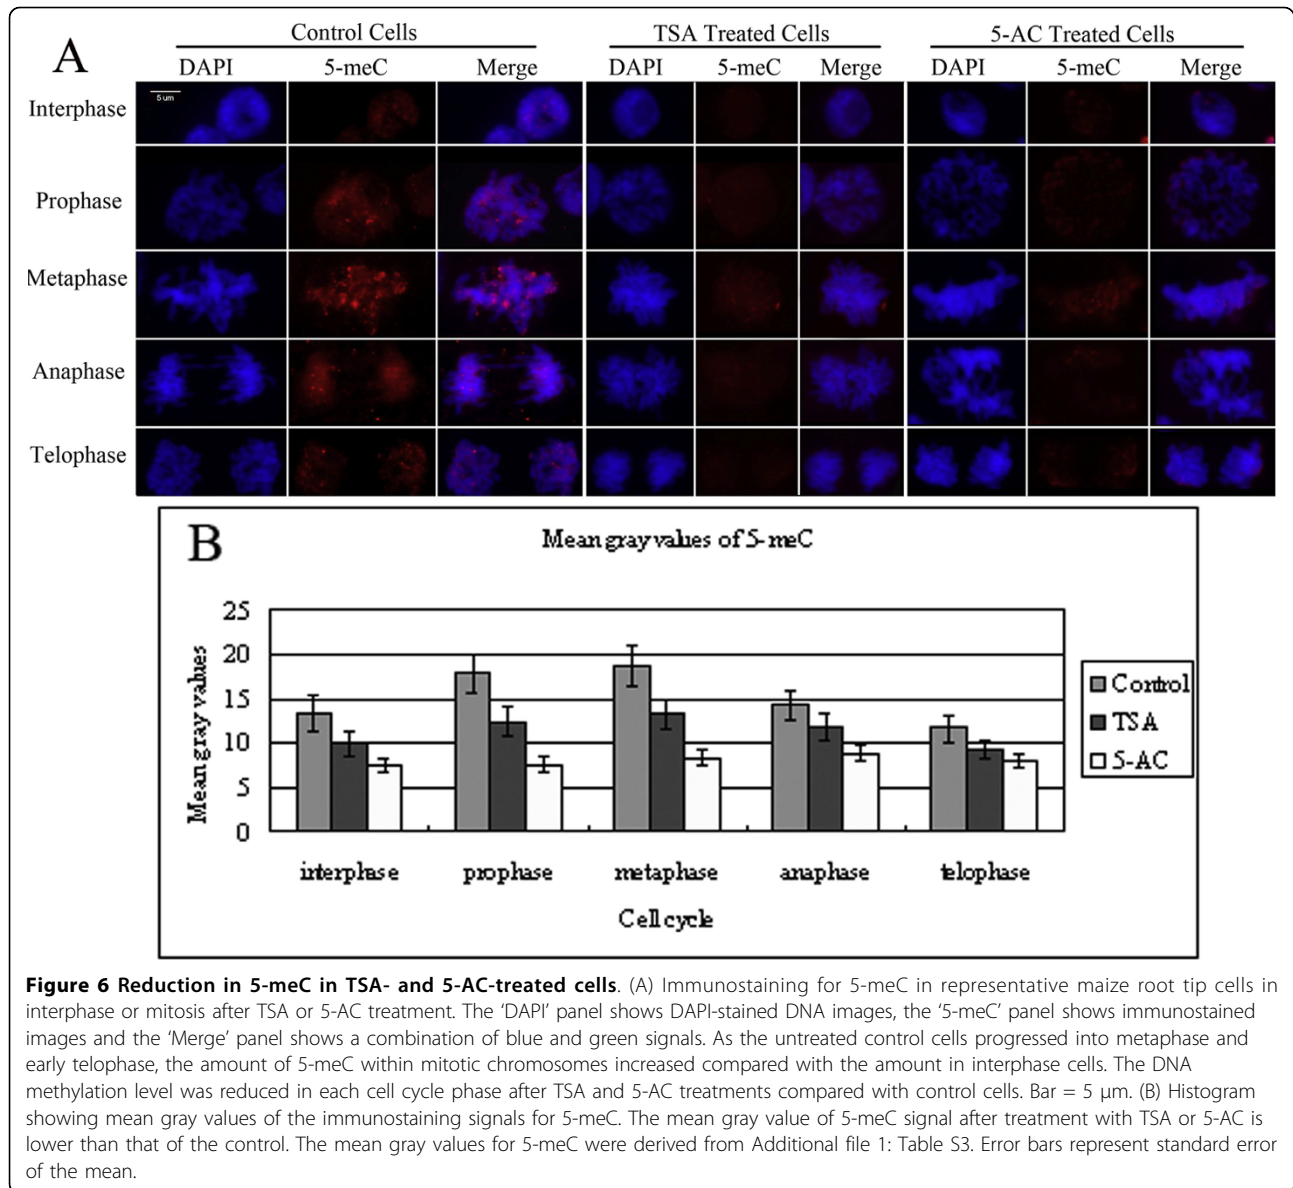 A
Control Cells
TSA Treated Cells
5-AC Treated Cells
DAPI
5-meC
Merge
DAPI
5-meC
Merge
DAPI
5-meC
Merge
Interphase
5 um
Prophase
Metaphase
Anaphase
Telophase
B
Mean gray values of 5-meC
Mean gray values
25
20
15
10
5
0
interphase
prophase
metaphase
anaphase
telophase
Cell cycle
Control
TSA
5-AC
Figure 6 Reduction in 5-meC in TSA- and 5-AC-treated cells. (A) Immunostaining for 5-meC in representative maize root tip cells in
interphase or mitosis after TSA or 5-AC treatment. The ‘DAPI’ panel shows DAPI-stained DNA images, the ‘5-meC’ panel shows immunostained
images and the ‘Merge’ panel shows a combination of blue and green signals. As the untreated control cells progressed into metaphase and
early telophase, the amount of 5-meC within mitotic chromosomes increased compared with the amount in interphase cells. The DNA
methylation level was reduced in each cell cycle phase after TSA and 5-AC treatments compared with control cells. Bar = 5 μm. (B) Histogram
showing mean gray values of the immunostaining signals for 5-meC. The mean gray value of 5-meC signal after treatment with TSA or 5-AC is
lower than that of the control. The mean gray values for 5-meC were derived from Additional file 1: Table S3. Error bars represent standard error
of the mean.